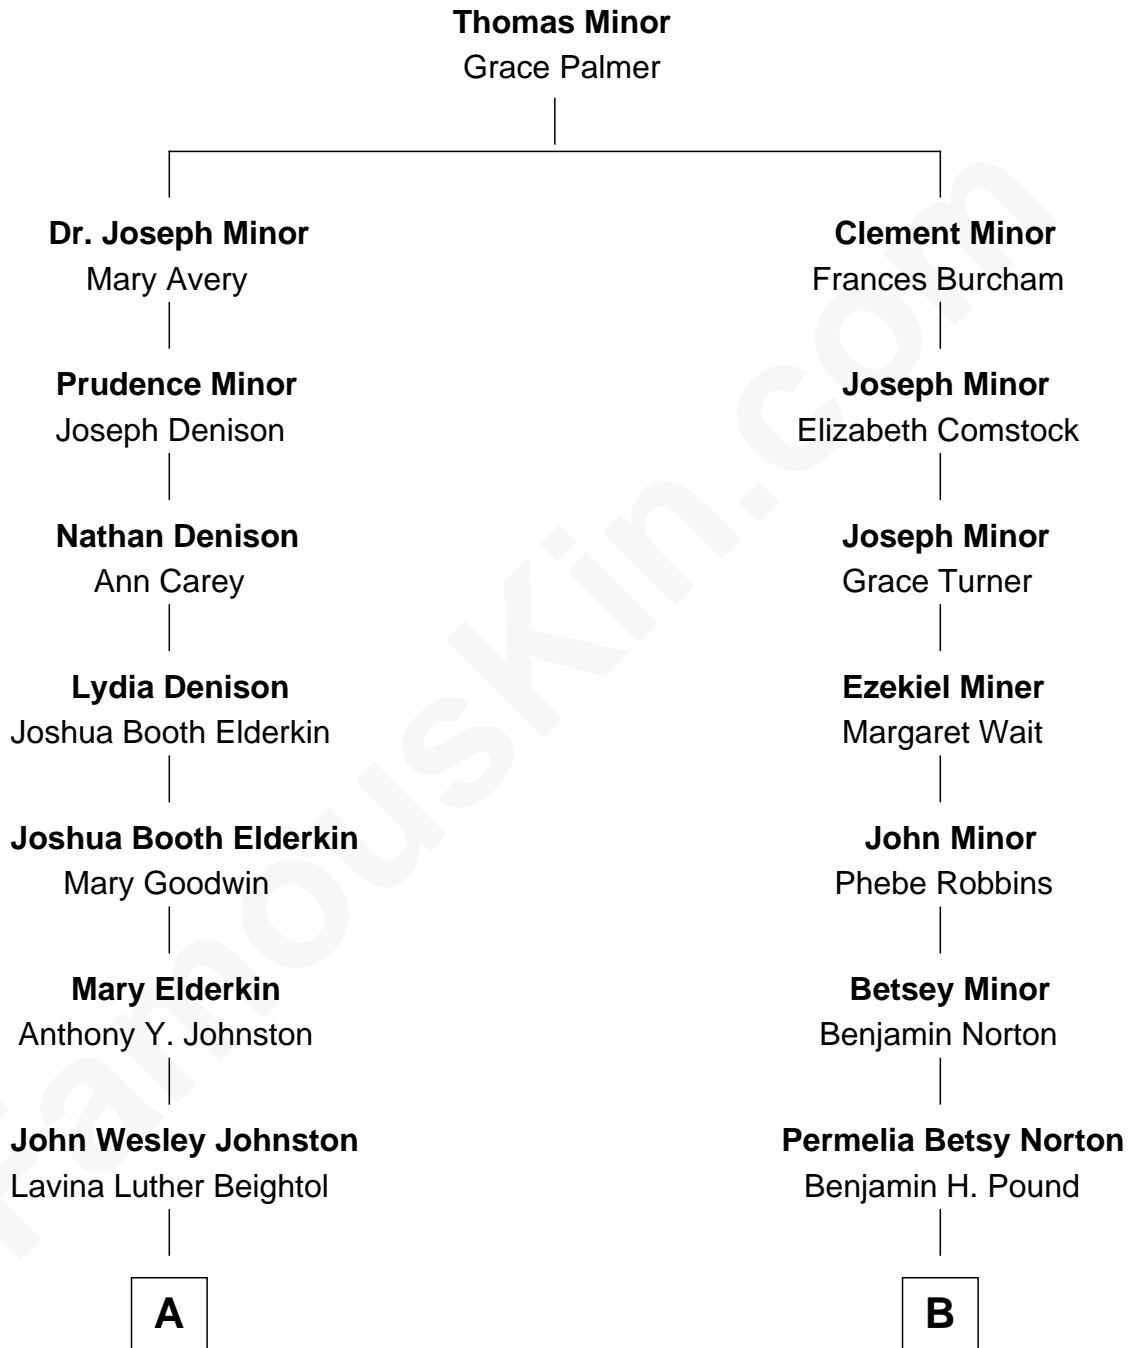 Thomas Minor
Grace Palmer
Dr. Joseph Minor
Mary Avery
Clement Minor
Frances Burcham
Prudence Minor
Joseph Denison
Joseph Minor
Elizabeth Comstock
Nathan Denison
Ann Carey
Joseph Minor
Grace Turner
Lydia Denison
Joshua Booth Elderkin
Ezekiel Miner
Margaret Wait
Joshua Booth Elderkin
Mary Goodwin
John Minor
Phebe Robbins
Mary Elderkin
Anthony Y. Johnston
Betsey Minor
Benjamin Norton
John Wesley Johnston
Lavina Luther Beightol
Permelia Betsy Norton
Benjamin H. Pound
A
B
FamousKin.com